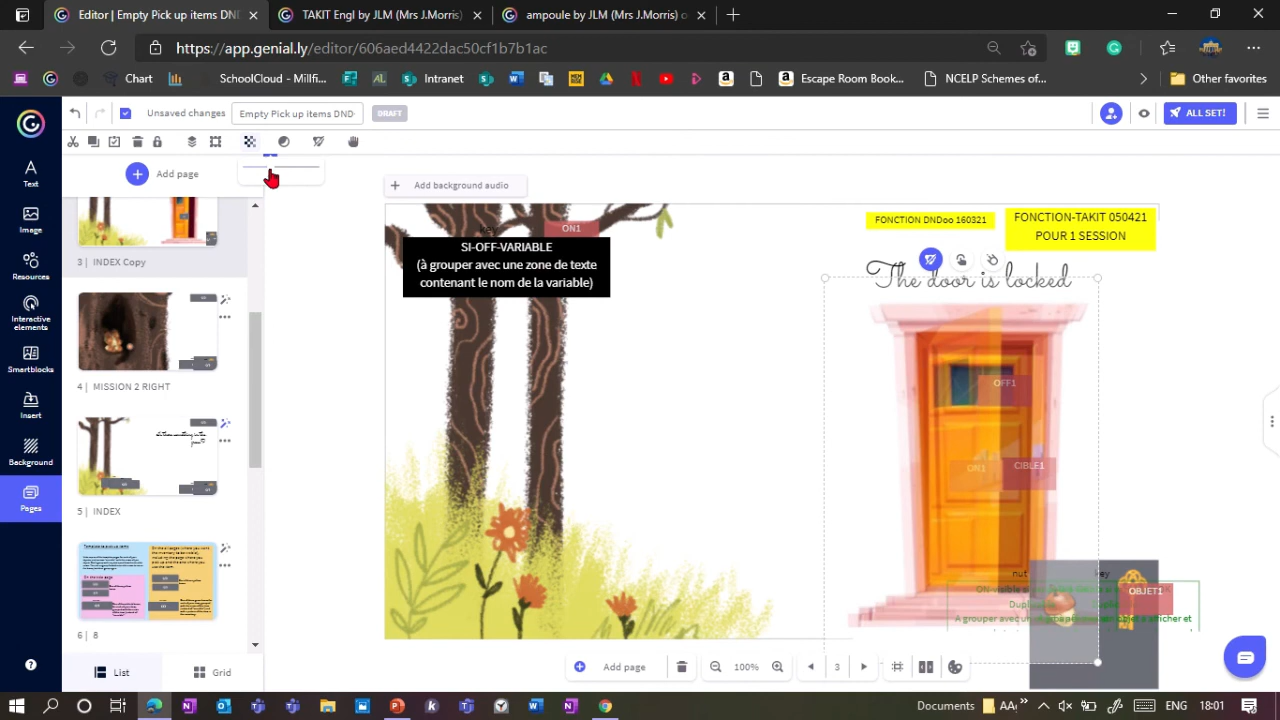 Editor | Empty Pick up items DND
TAKIT Engl by JLM (Mrs J.Morris)
ampoule by JLM (Mrs J.Morris) o
https://app.genial.ly/editor/606aed4422dac50cf1b7b1ac
Chart
SchoolCloud - Millfi...
Intranet
Escape Room Book...
NCELP Schemes of...
Other favorites
Unsaved changes
Empty Pick up items DND
DRAFT
ALL SET!
Text
Image
Resources
Interactive elements
Smartblocks
Insert
Background
Pages
Add page
3 | INDEX Copy
4 | MISSION 2 RIGHT
5 | INDEX
6 | 8
List
Grid
Add background audio
key
ON1
SI-OFF-VARIABLE
(à grouper avec une zone de texte
contenant le nom de la variable)
FONCTION DNDoo 160321
FONCTION-TAKIT 050421
POUR 1 SESSION
The door is locked
OFF1
ON1
CIBLE1
nut
key
OBJET1
Add page
100%
3
Documents
ENG
18:01